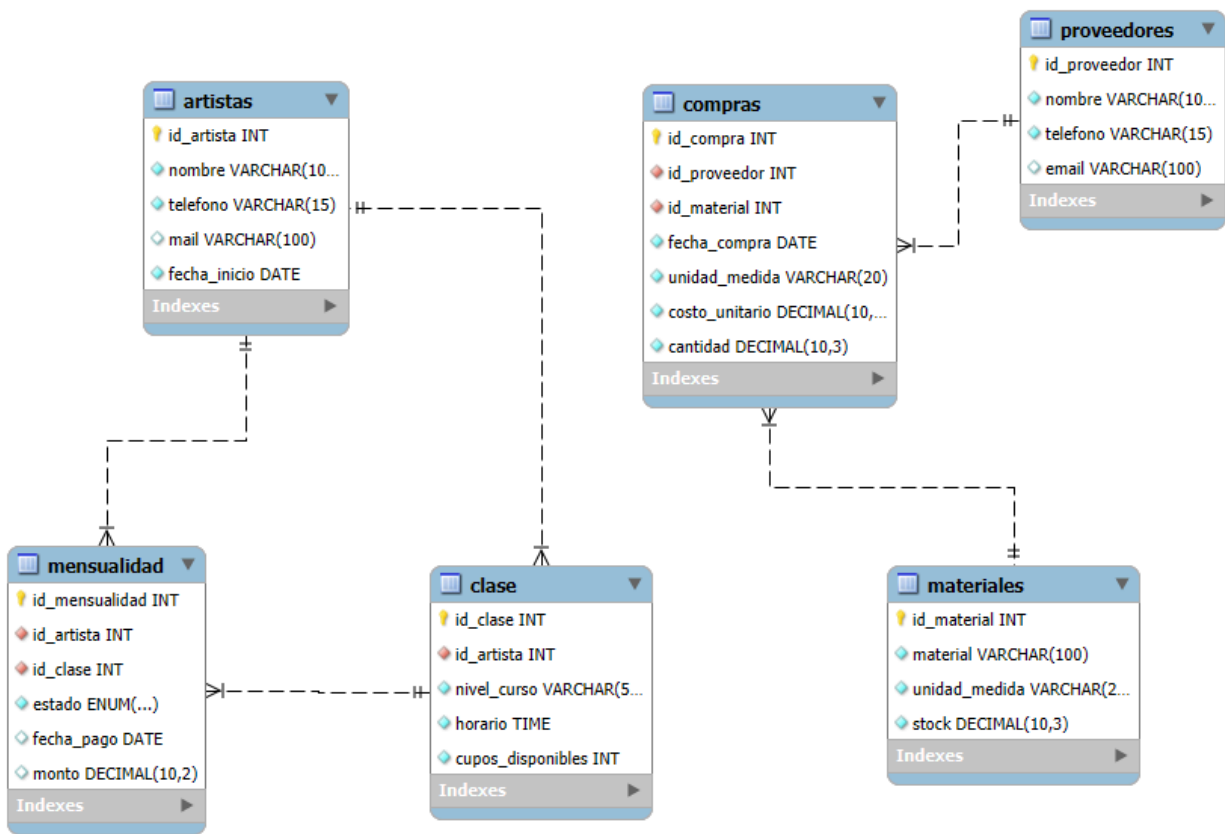 proveedores
id_proveedor INT
nombre VARCHAR(10...
telefono VARCHAR(15)
email VARCHAR(100)
Indexes
artistas
id_artista INT
nombre VARCHAR(10...
telefono VARCHAR(15)
mail VARCHAR(100)
fecha_inicio DATE
Indexes
compras
id_compra INT
id_proveedor INT
id_material INT
fecha_compra DATE
unidad_medida VARCHAR(20)
costo_unitario DECIMAL(10,...
cantidad DECIMAL(10,3)
Indexes
mensualidad
id_mensualidad INT
id_artista INT
id_clase INT
estado ENUM(...)
fecha_pago DATE
monto DECIMAL(10,2)
Indexes
clase
id_clase INT
id_artista INT
nivel_curso VARCHAR(5...
horario TIME
cupos_disponibles INT
Indexes
materiales
id_material INT
material VARCHAR(100)
unidad_medida VARCHAR(2...
stock DECIMAL(10,3)
Indexes